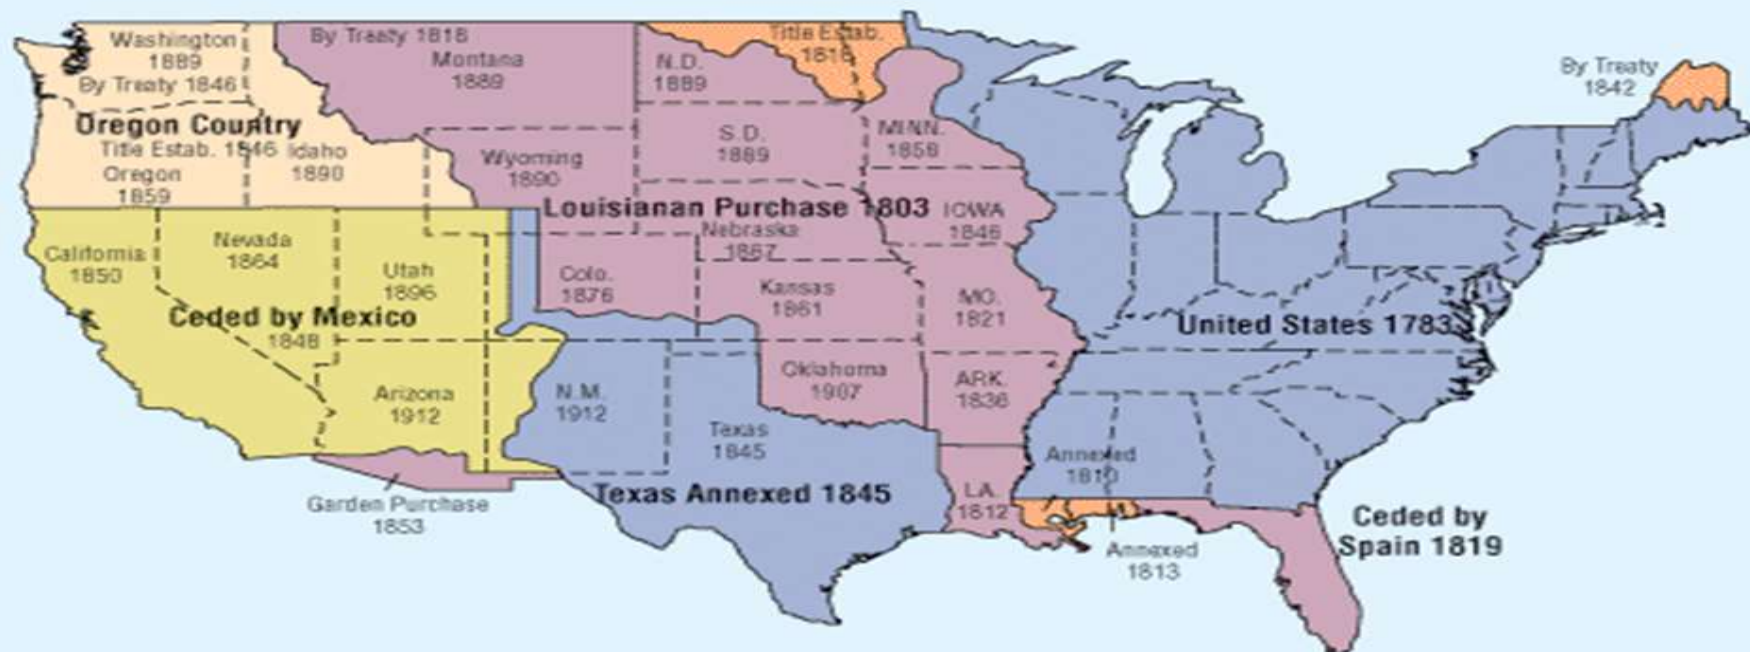 Washington
1889
By Treaty 1846
Oregon Country
Title Estab. 1846
Idaho
1890
Oregon
1859
By Treaty 1818
Montana
1889
Title Estab.
1818
N.D.
1889
S.D.
1889
MINN.
1858
Wyoming
1890
Louisianan Purchase 1803
IOWA
1846
Nebraska
1867
By Treaty
1842
California
1850
Nevada
1864
Utah
1896
Ceded by Mexico
1848
Colo.
1876
Kansas
1861
MO.
1821
United States 1783
Arizona
1912
N.M.
1912
Oklahoma
1907
ARK.
1836
Texas
1845
Texas Annexed 1845
Garden Purchase
1853
LA.
1812
Annexed
1810
Annexed
1813
Ceded by
Spain 1819